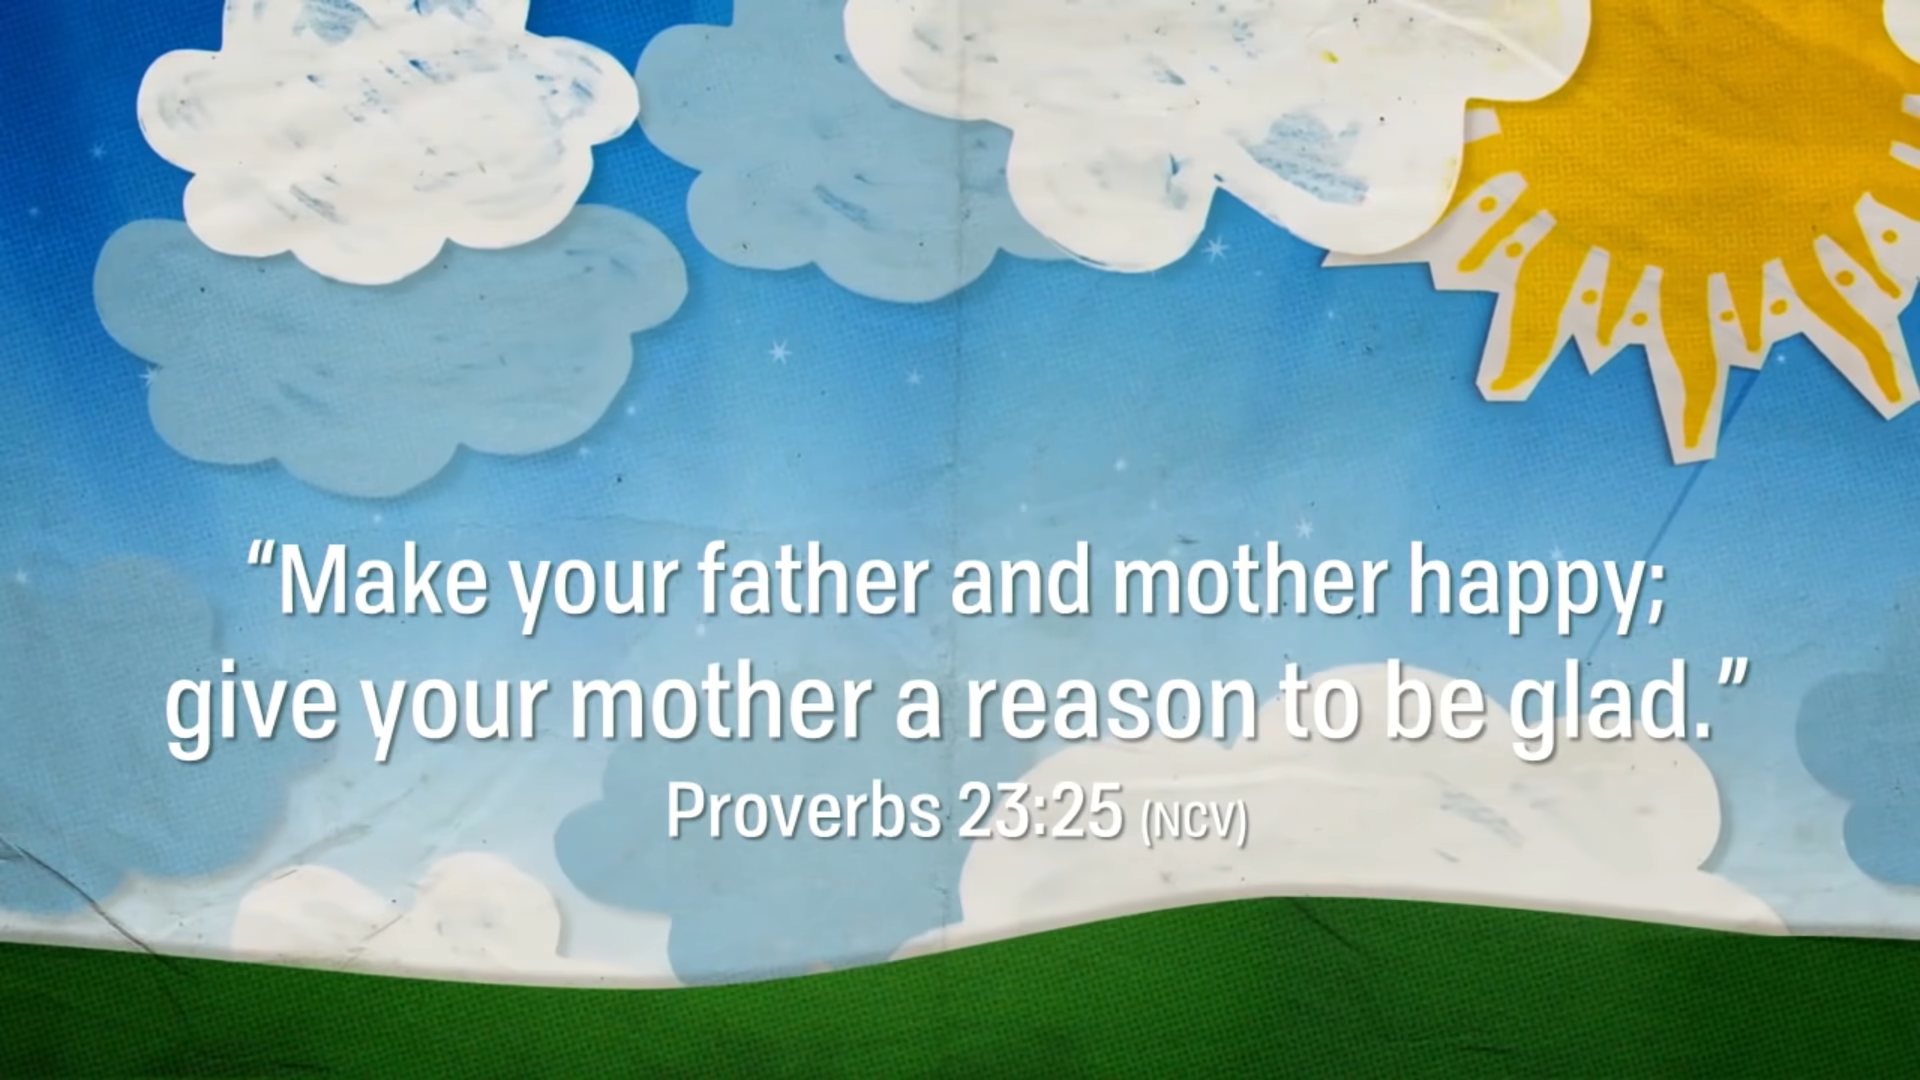 “Make your father and mother happy;
give your mother a reason to be glad.”
Proverbs 23:25 (NCV)